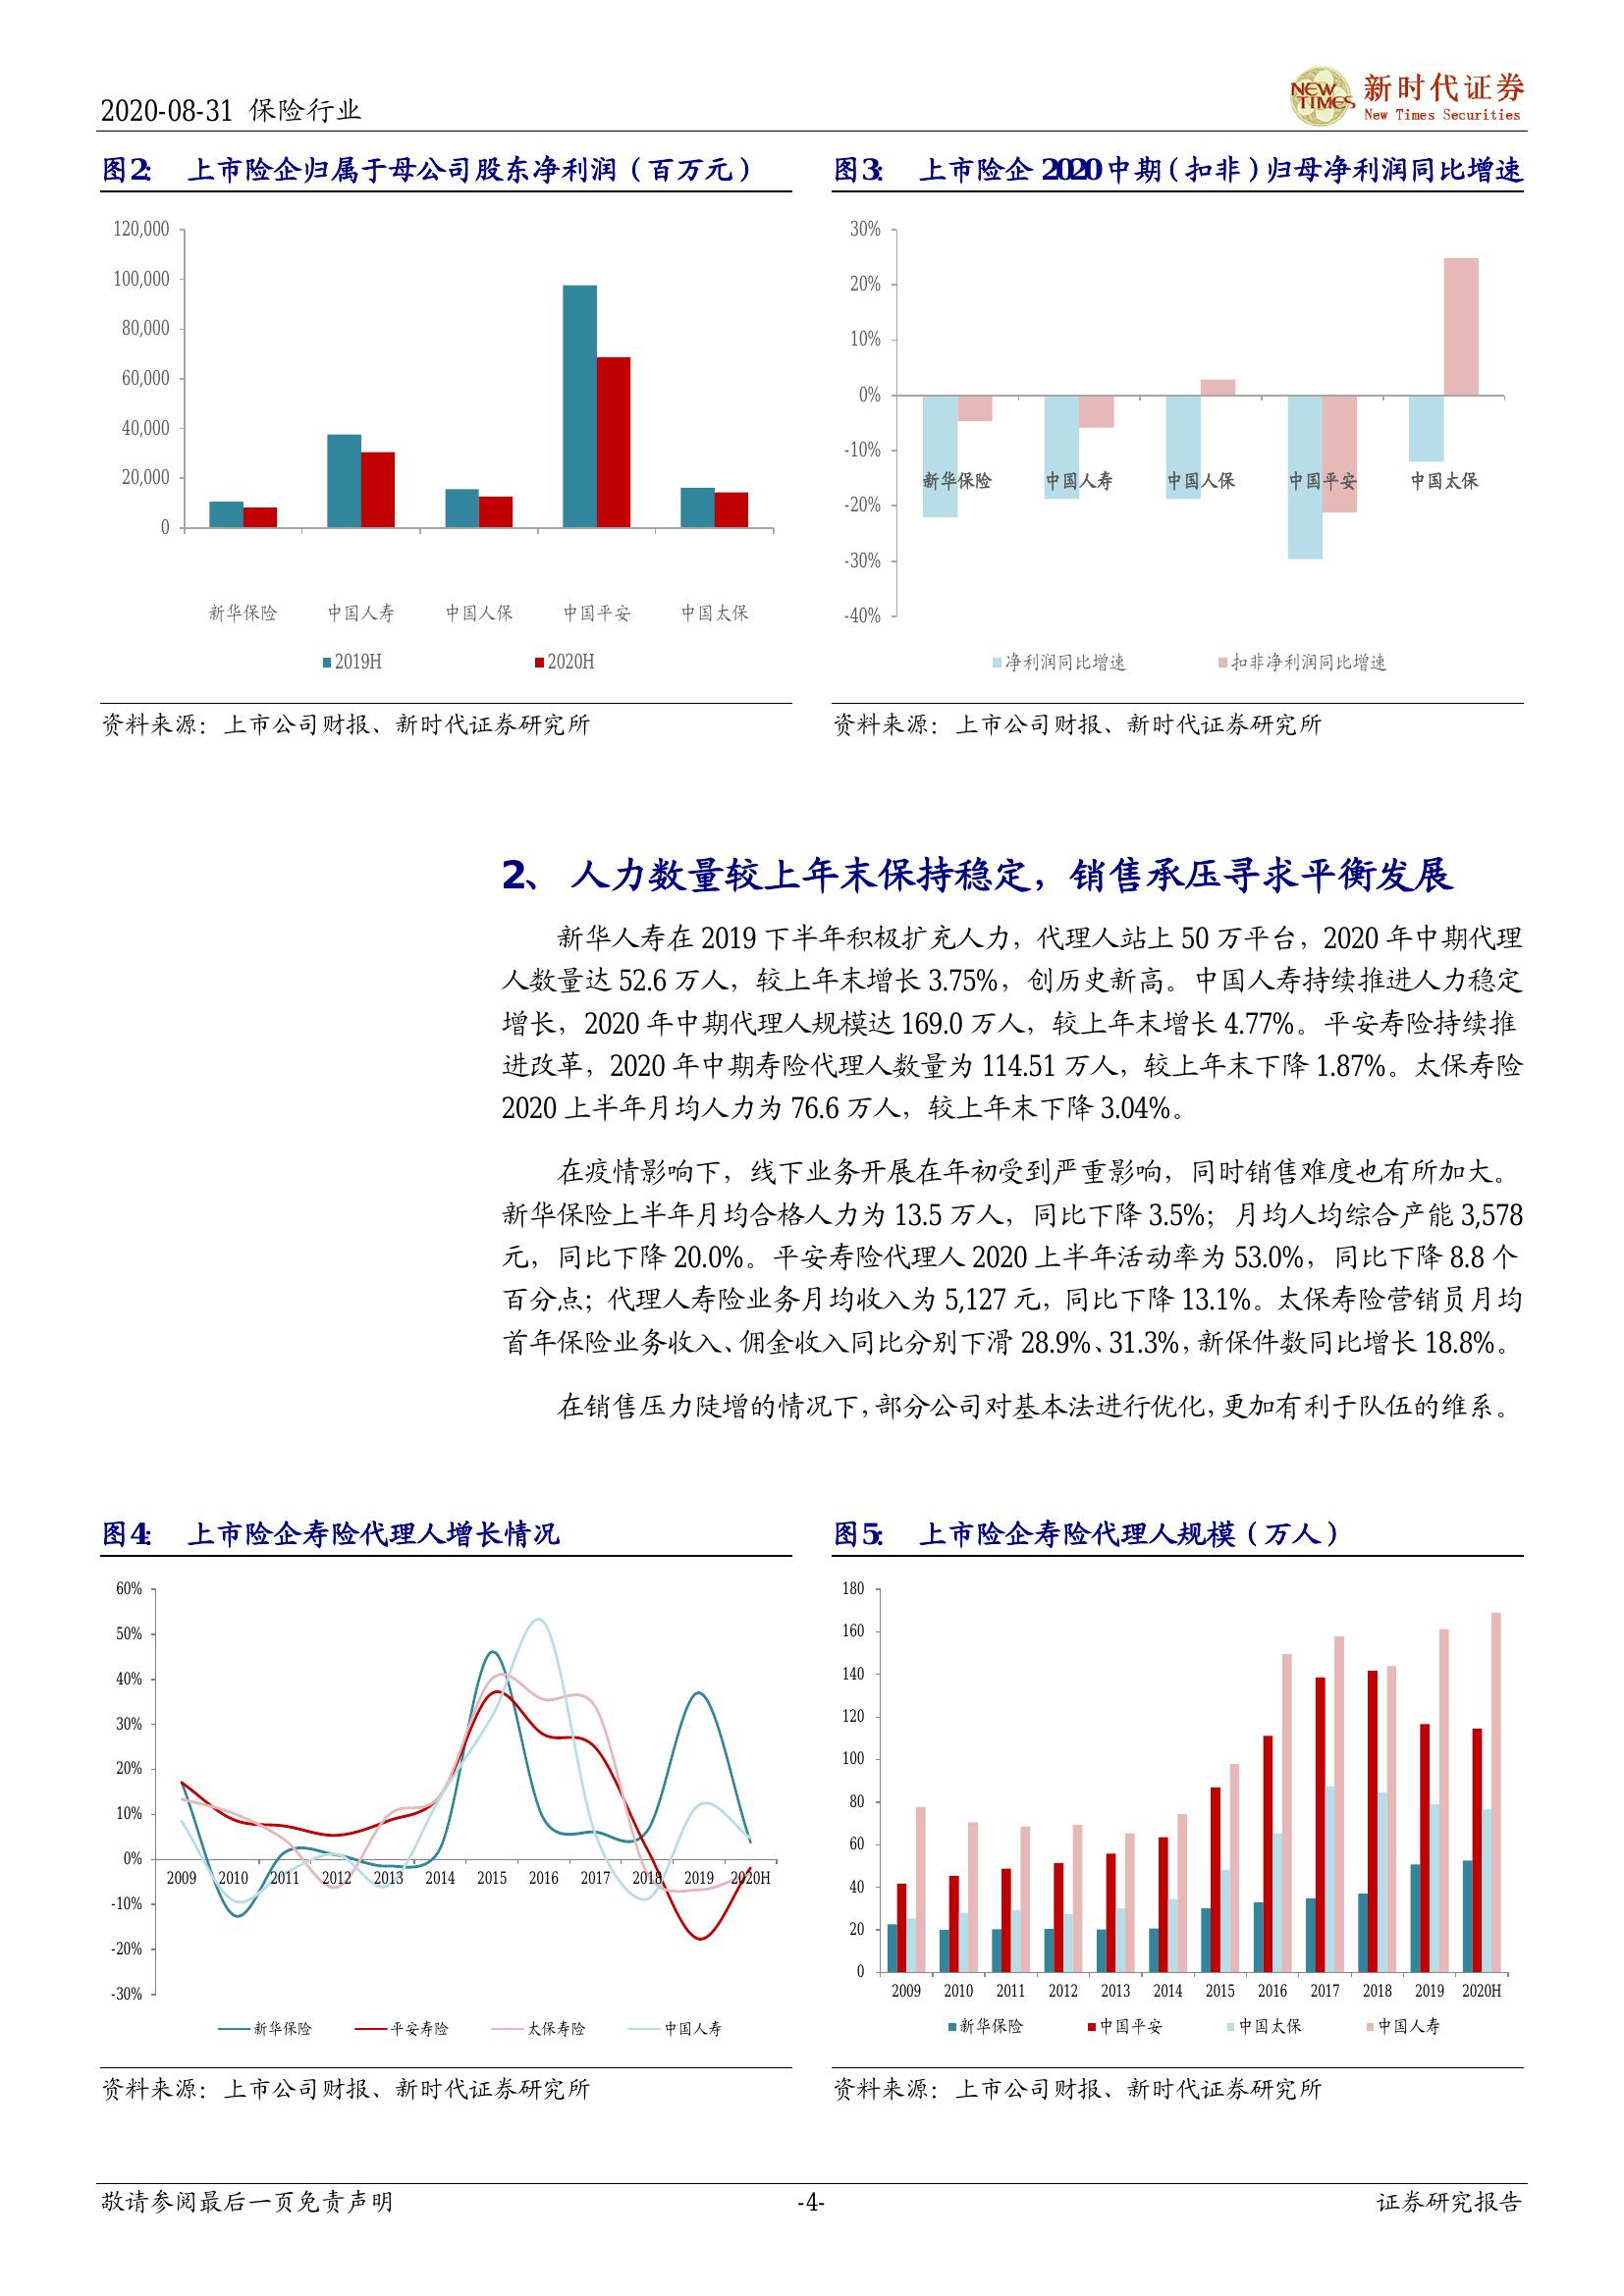 2020-08-31 保险行业
NEW TIMES
新时代证券
New Times Securities
图2： 上市险企归属于母公司股东净利润（百万元）
120,000
100,000
80,000
60,000
40,000
20,000
0
新华保险 中国人寿 中国人保 中国平安 中国太保
2019H 2020H
资料来源：上市公司财报、新时代证券研究所
图3： 上市险企2020中期（扣非）归母净利润同比增速
30%
20%
10%
0%
-10%
新华保险 中国人寿 中国人保 中国平安 中国太保
-20%
-30%
-40%
净利润同比增速 扣非净利润同比增速
资料来源：上市公司财报、新时代证券研究所
2、 人力数量较上年末保持稳定，销售承压寻求平衡发展
新华人寿在 2019 下半年积极扩充人力，代理人站上 50 万平台，2020 年中期代理
人数量达 52.6 万人，较上年末增长 3.75%，创历史新高。中国人寿持续推进人力稳定
增长，2020 年中期代理人规模达 169.0 万人，较上年末增长 4.77%。平安寿险持续推
进改革，2020 年中期寿险代理人数量为 114.51 万人，较上年末下降 1.87%。太保寿险
2020 上半年月均人力为 76.6 万人，较上年末下降 3.04%。
在疫情影响下，线下业务开展在年初受到严重影响，同时销售难度也有所加大。
新华保险上半年月均合格人力为 13.5 万人，同比下降 3.5%；月均人均综合产能 3,578
元，同比下降 20.0%。平安寿险代理人 2020 上半年活动率为 53.0%，同比下降 8.8 个
百分点；代理人寿险业务月均收入为 5,127 元，同比下降 13.1%。太保寿险营销员月均
首年保险业务收入、佣金收入同比分别下滑 28.9%、31.3%，新保件数同比增长 18.8%。
在销售压力陡增的情况下，部分公司对基本法进行优化，更加有利于队伍的维系。
图4： 上市险企寿险代理人增长情况
60%
50%
40%
30%
20%
10%
0%
2009 2010 2011 2012 2013 2014 2015 2016 2017 2018 2019 2020H
-10%
-20%
-30%
新华保险 平安寿险 太保寿险 中国人寿
资料来源：上市公司财报、新时代证券研究所
图5： 上市险企寿险代理人规模（万人）
180
160
140
120
100
80
60
40
20
0
2009 2010 2011 2012 2013 2014 2015 2016 2017 2018 2019 2020H
新华保险 中国平安 中国太保 中国人寿
资料来源：上市公司财报、新时代证券研究所
敬请参阅最后一页免责声明 -4- 证券研究报告